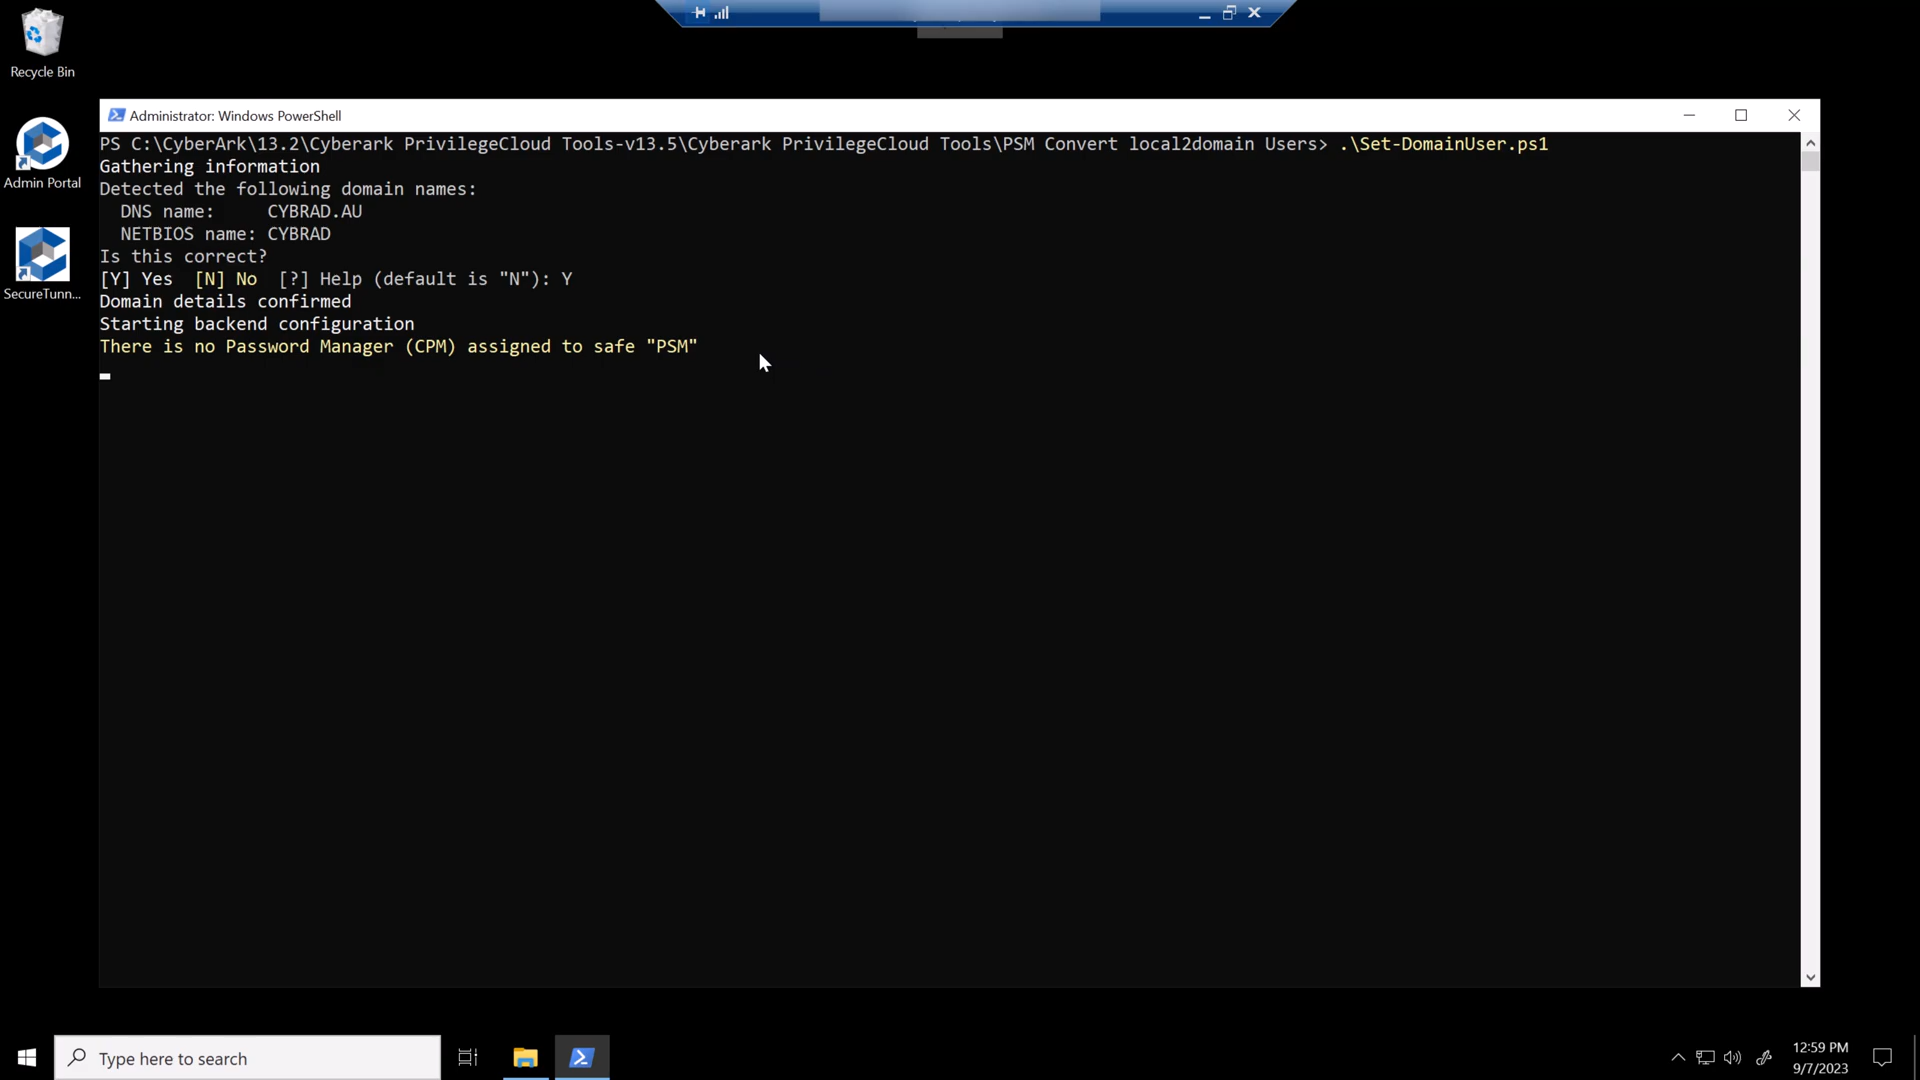 Recycle Bin
Admin Portal
SecureTunn...
Administrator: Windows PowerShell
PS C:\CyberArk\13.2\Cyberark PrivilegeCloud Tools-v13.5\Cyberark PrivilegeCloud Tools\PSM Convert local2domain Users> .\Set-DomainUser.ps1
Gathering information
Detected the following domain names:
  DNS name:     CYBRAD.AU
  NETBIOS name: CYBRAD
Is this correct?
[Y] Yes  [N] No  [?] Help (default is "N"): Y
Domain details confirmed
Starting backend configuration
There is no Password Manager (CPM) assigned to safe "PSM"
Type here to search
12:59 PM
9/7/2023